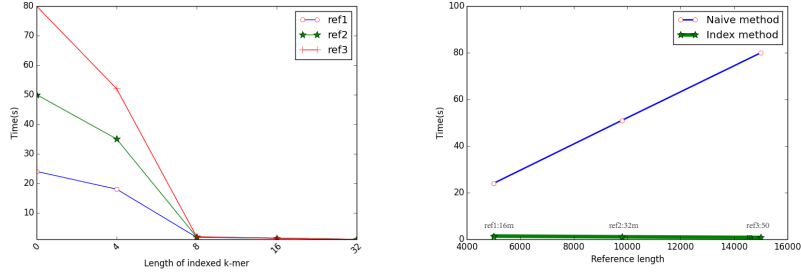 80
70
60
50
40
30
20
10
Time(s)
0
4
8
16
32
Length of indexed k-mer
ref1
ref2
ref3
100
80
60
40
20
0
Time(s)
4000
6000
8000
10000
12000
14000
16000
Reference length
Naive method
Index method
ref1:16m
ref2:32m
ref3:50